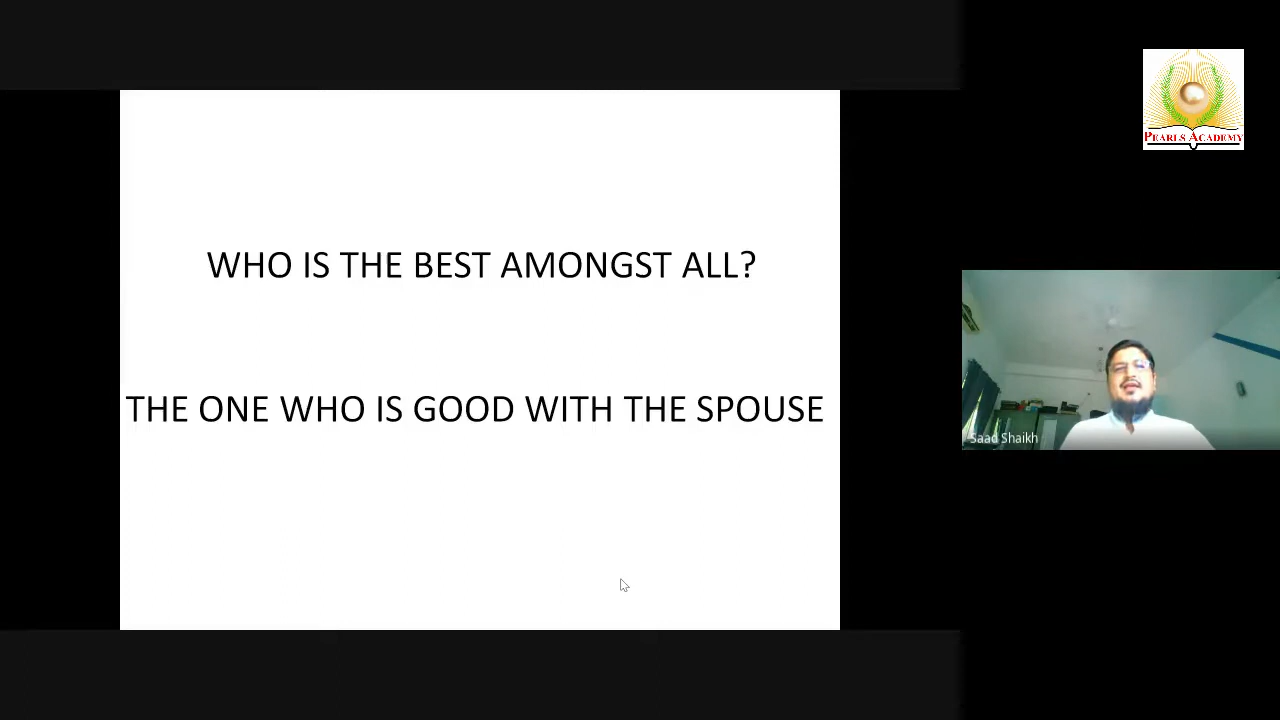 PEARLS ACADEMY
WHO IS THE BEST AMONGST ALL?
THE ONE WHO IS GOOD WITH THE SPOUSE
Saad Shaikh